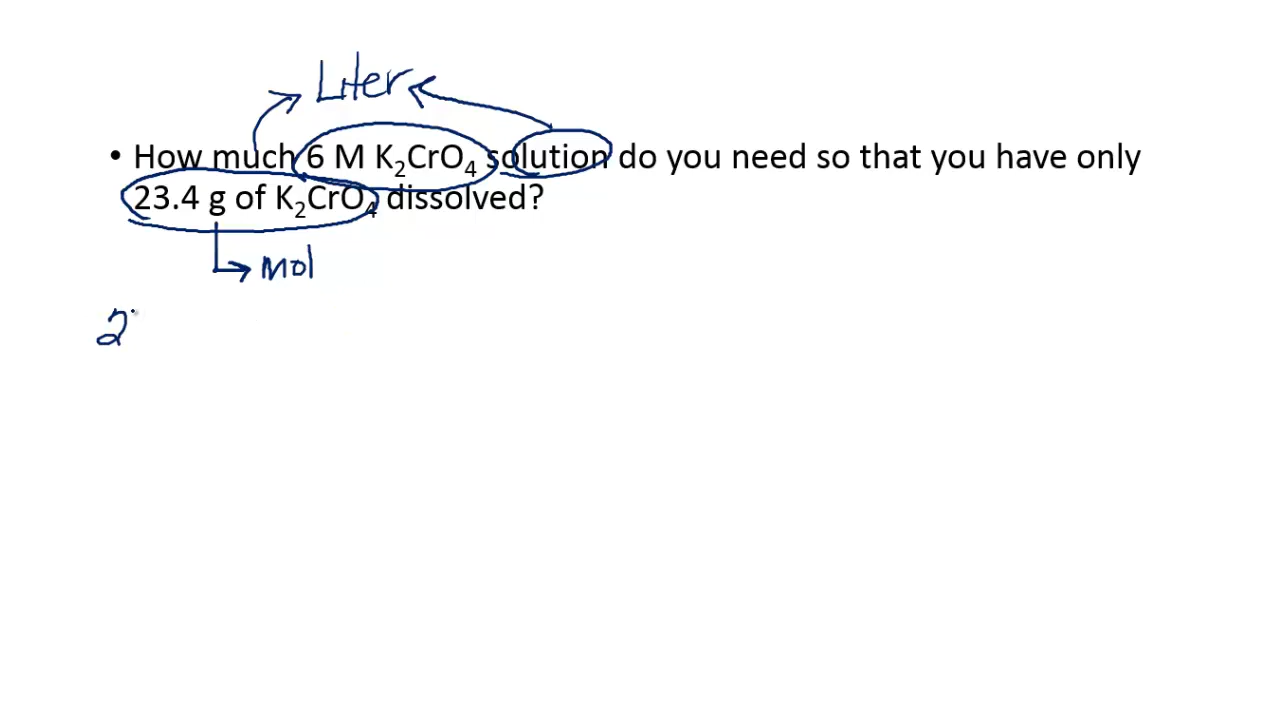 Liter
• How much 6 M K₂CrO₄ solution do you need so that you have only
23.4 g of K₂CrO₄ dissolved?
Mol
2